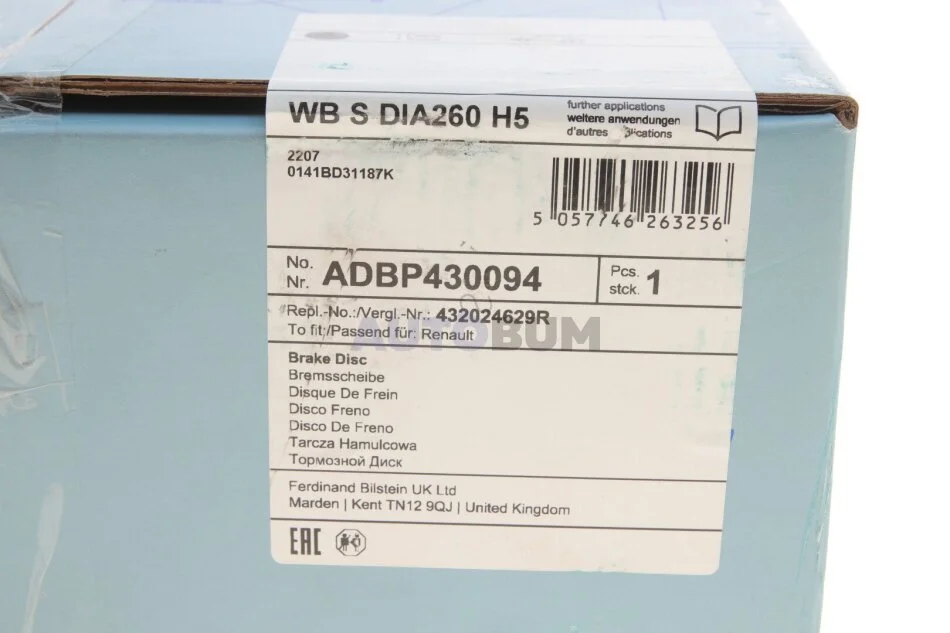 WB S DIA260 H5
further applications
weitere anwendungen
d'autres
2207
0141BD31187K
5 057746 263256
No.
Nr. ADBP430094
Pcs.
stck. 1
Repl.-No.:/Vergl.-Nr.: 432024629R
To fit:/Passend für: Renault
AUTOBUM
Brake Disc
Bremsscheibe
Disque De Frein
Disco Freno
Disco De Freno
Tarcza Hamulcowa
Тормозной Диск
Ferdinand Bilstein UK Ltd
Marden | Kent TN12 9QJ | United Kingdom
EAC